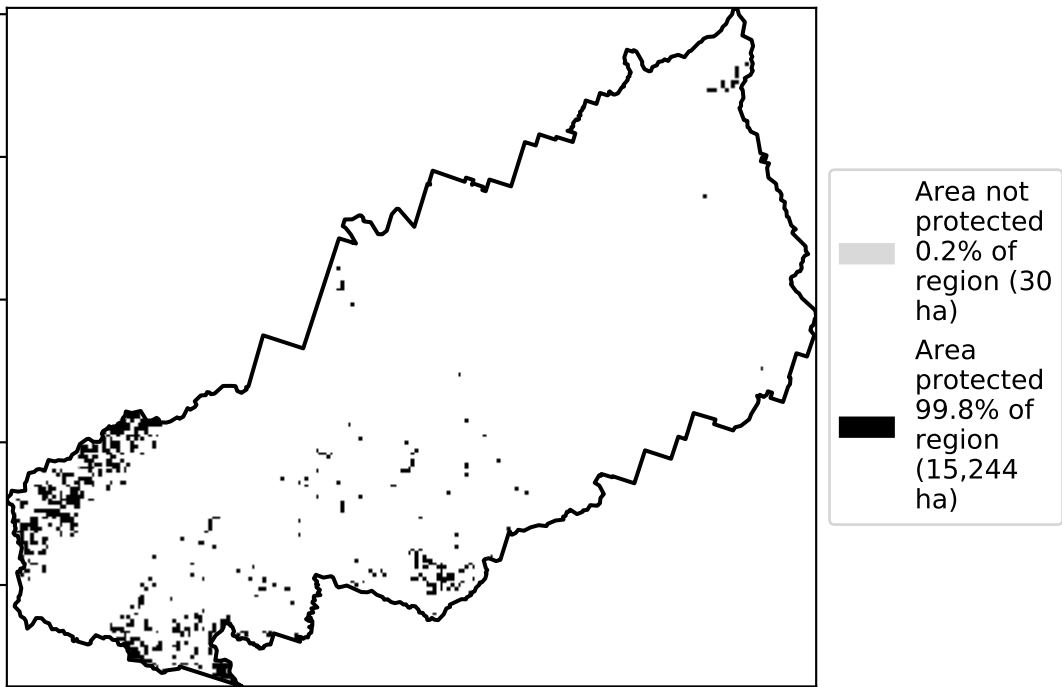 Area not
protected
0.2% of
region (30
ha)
Area
protected
99.8% of
region
(15,244
ha)